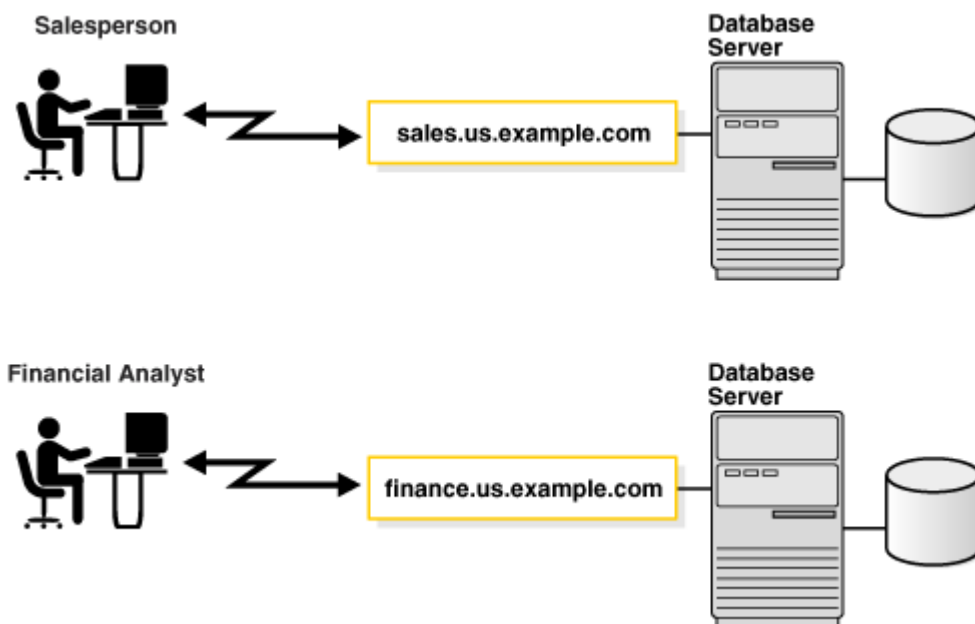 Salesperson
Database
Server
sales.us.example.com
Financial Analyst
Database
Server
finance.us.example.com